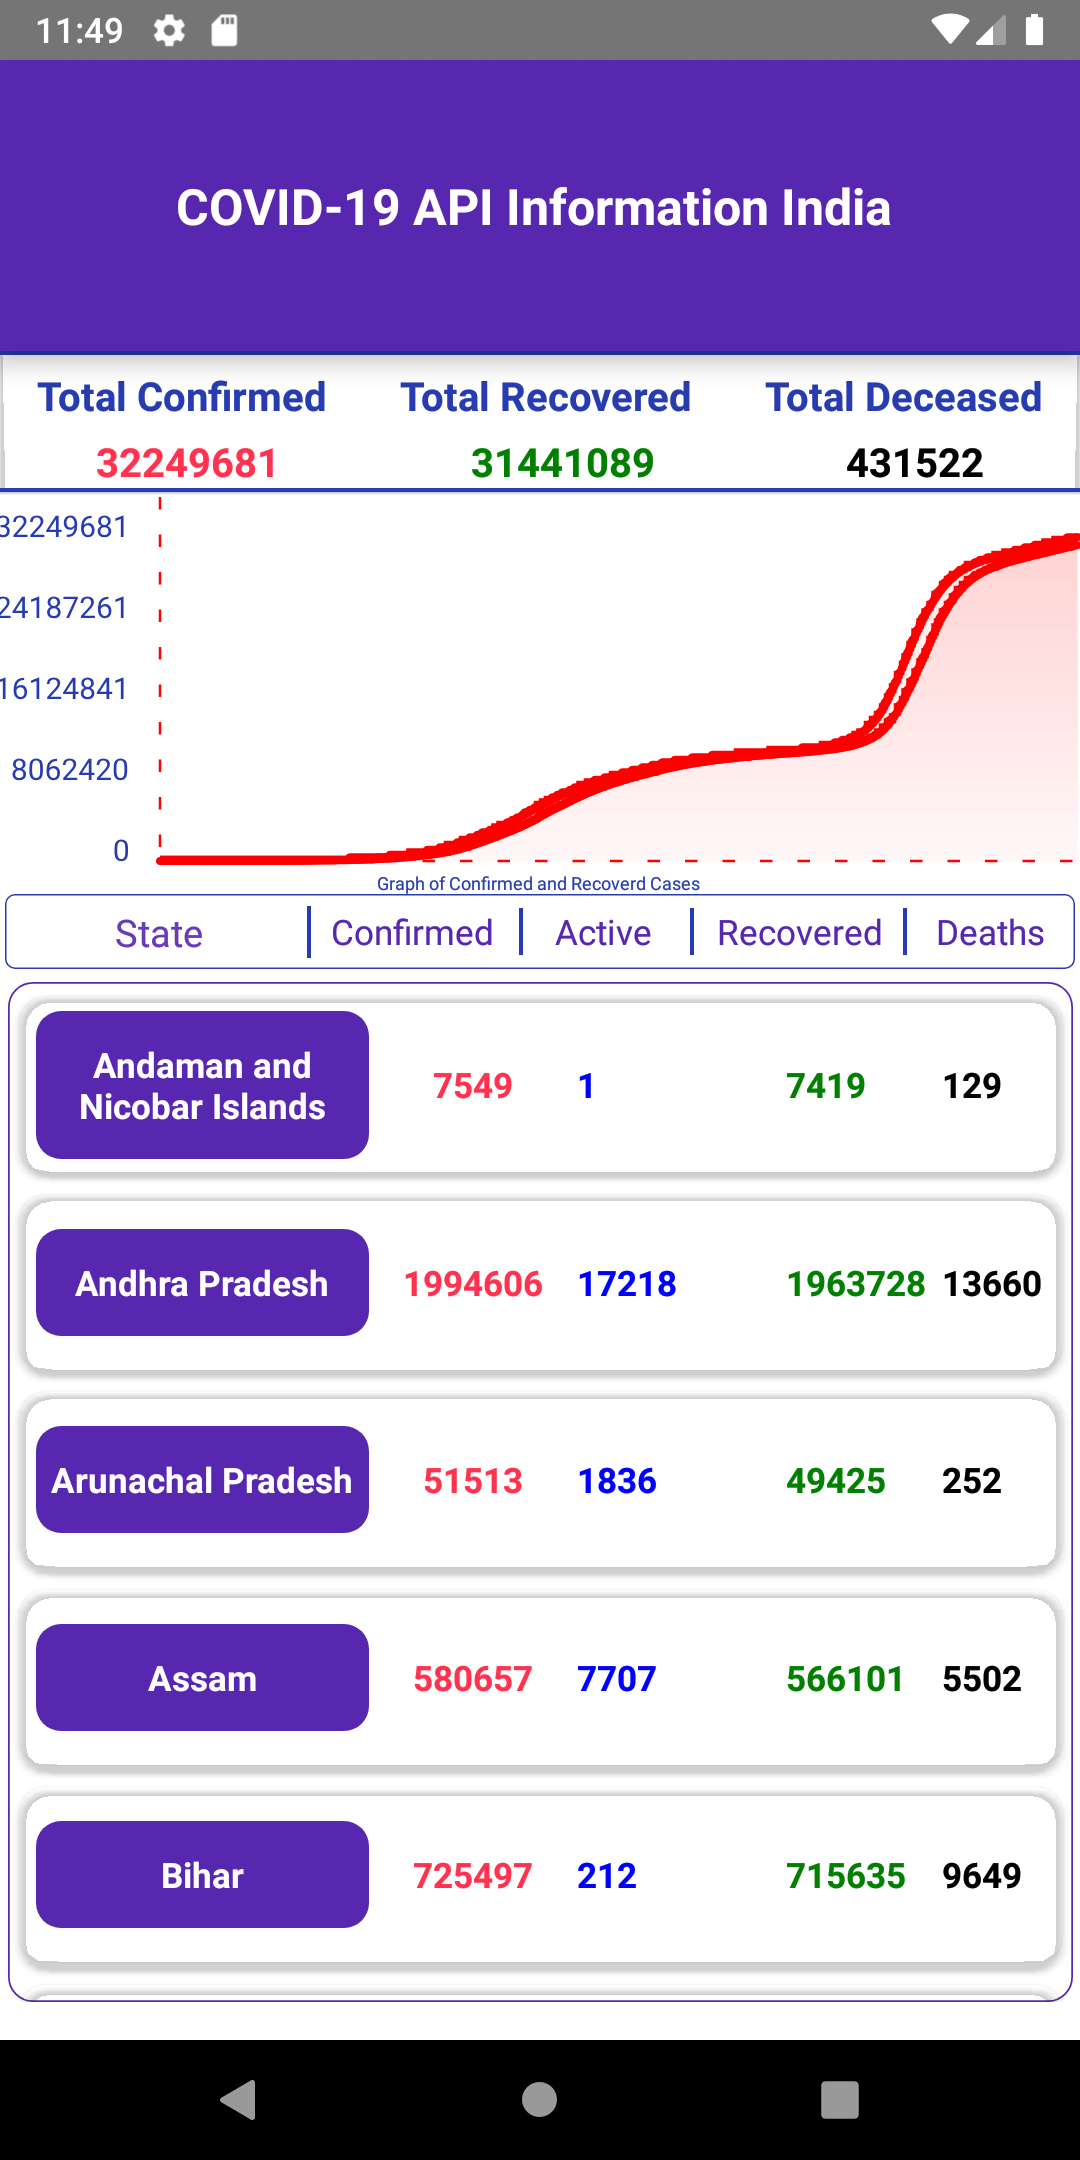 11:49
COVID-19 API Information India
Total Confirmed Total Recovered Total Deceased
32249681 31441089 431522
32249681
24187261
16124841
8062420
0
Graph of Confirmed and Recoverd Cases
State Confirmed Active Recovered Deaths
Andaman and
Nicobar Islands
7549 1 7419 129
Andhra Pradesh 1994606 17218 1963728 13660
Arunachal Pradesh 51513 1836 49425 252
Assam 580657 7707 566101 5502
Bihar 725497 212 715635 9649